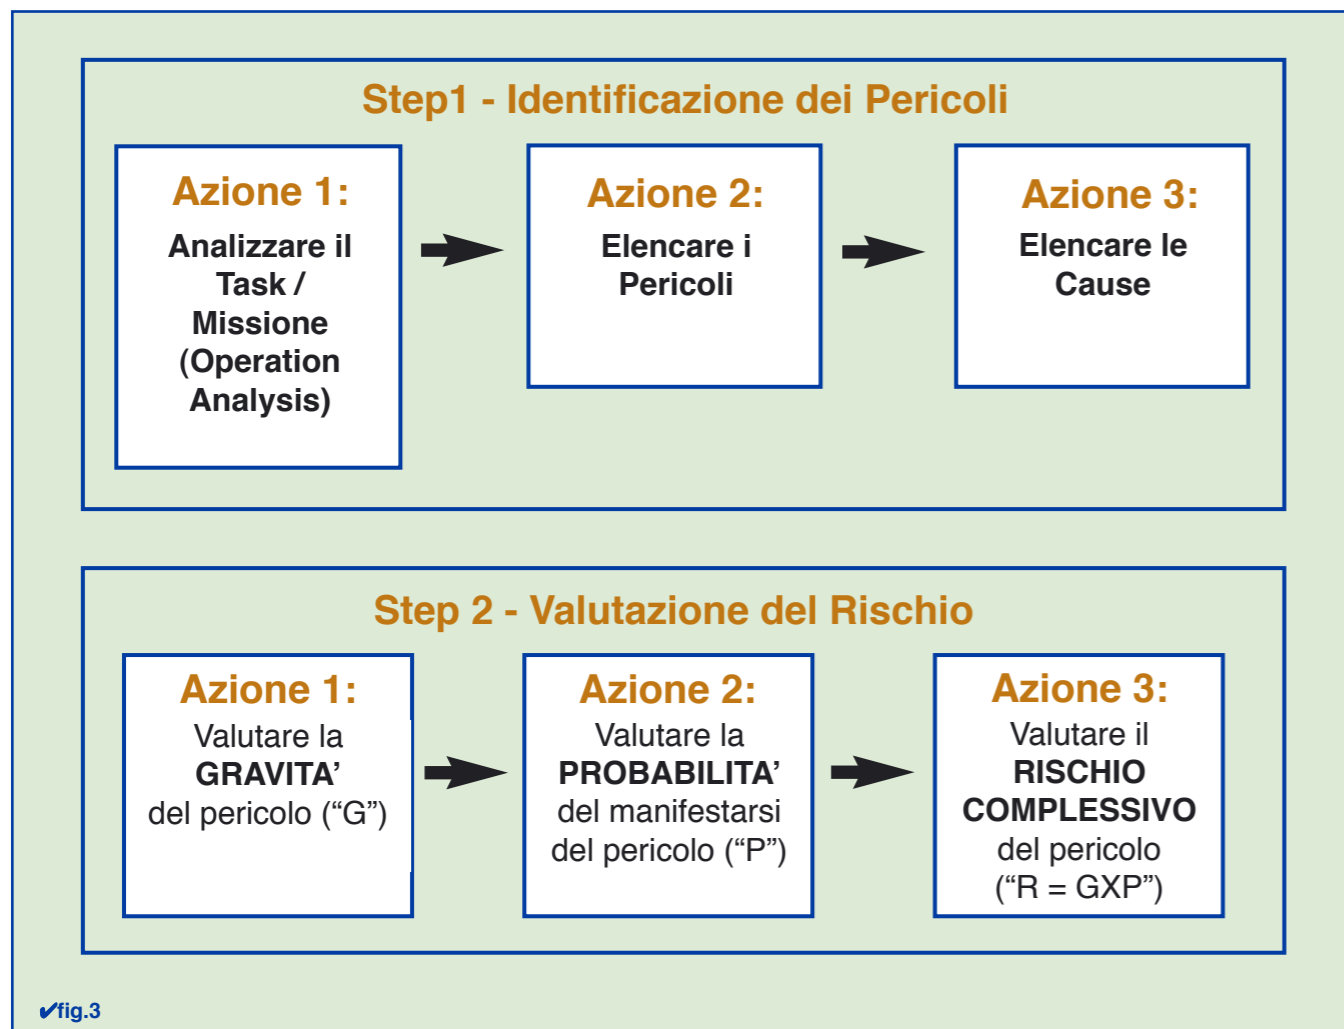 Step1 - Identificazione dei Pericoli
Azione 1:
Analizzare il
Task /
Missione
(Operation
Analysis)
Azione 2:
Elencare i
Pericoli
Azione 3:
Elencare le
Cause
Step 2 - Valutazione del Rischio
Azione 1:
Valutare la
GRAVITA’
del pericolo (“G”)
Azione 2:
Valutare la
PROBABILITA’
del manifestarsi
del pericolo (“P”)
Azione 3:
Valutare il
RISCHIO
COMPLESSIVO
del pericolo
(“R = GXP”)
✔fig.3